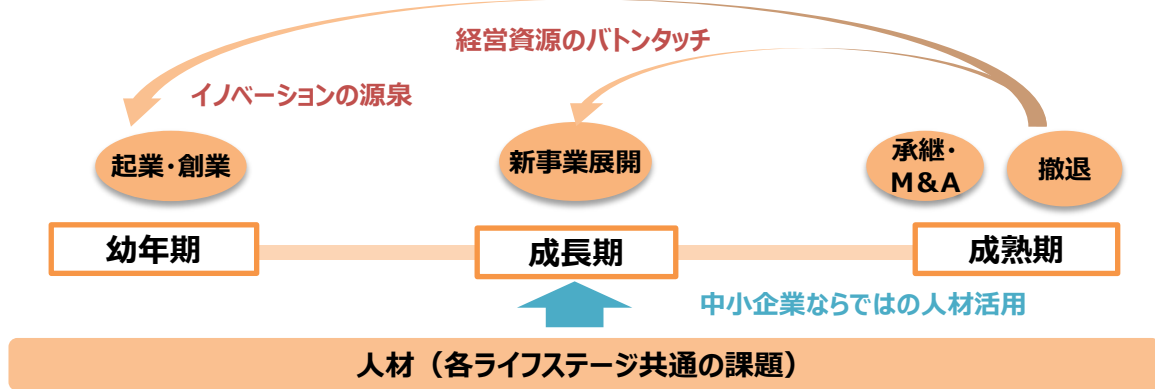 経営資源のバトンタッチ
イノベーションの源泉
起業・創業
新事業展開
承継・
M&A
撤退
幼年期
成長期
成熟期
中小企業ならではの人材活用
人材（各ライフステージ共通の課題）